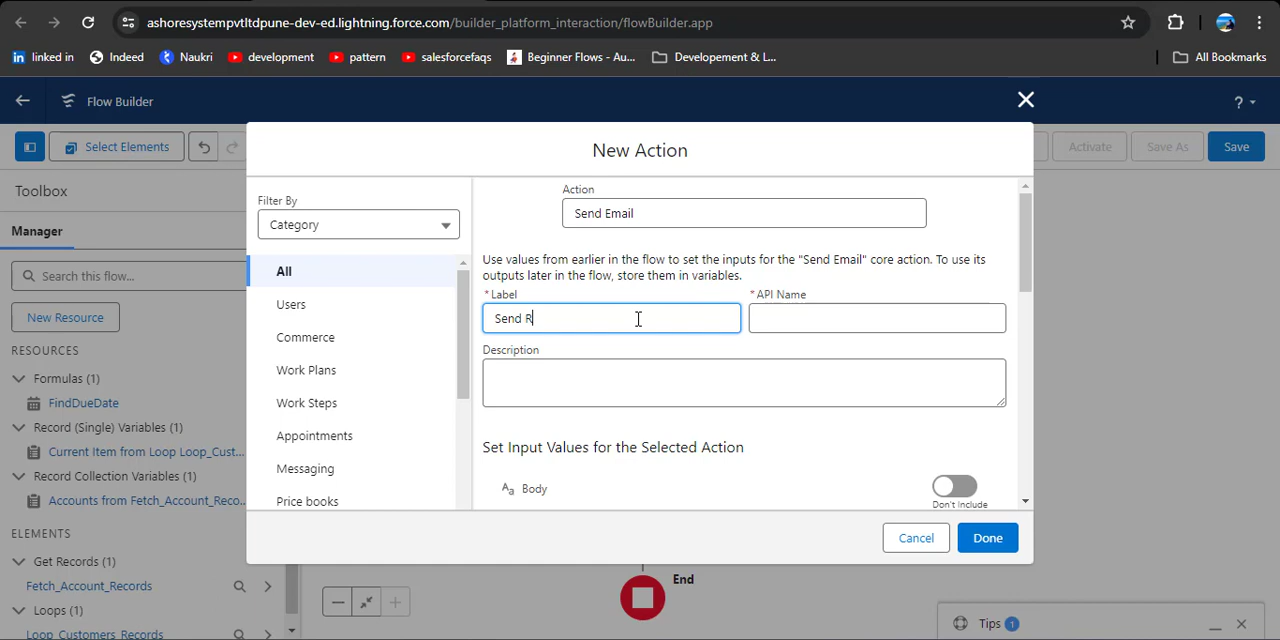 ashoresystempvtltdpune-dev-ed.lightning.force.com/builder_platform_interaction/flowBuilder.app
in linked in Indeed Naukri development pattern salesforcefaqs Beginner Flows - Au... Developement & L... All Bookmarks
Flow Builder ?
Select Elements Activate Save As Save
New Action
Toolbox
Manager
Search this flow...
New Resource
RESOURCES
Formulas (1)
FindDueDate
Record (Single) Variables (1)
Current Item from Loop Loop_Cust...
Record Collection Variables (1)
Accounts from Fetch_Account_Reco...
ELEMENTS
Get Records (1)
Fetch_Account_Records
Loops (1)
Loop_Customers_Records
Filter By
Category
All
Users
Commerce
Work Plans
Work Steps
Appointments
Messaging
Price books
Action
Send Email
Use values from earlier in the flow to set the inputs for the "Send Email" core action. To use its
outputs later in the flow, store them in variables.
* Label * API Name
Send R
Description
Set Input Values for the Selected Action
Aa Body
Don't Include
Cancel Done
End
Tips 1